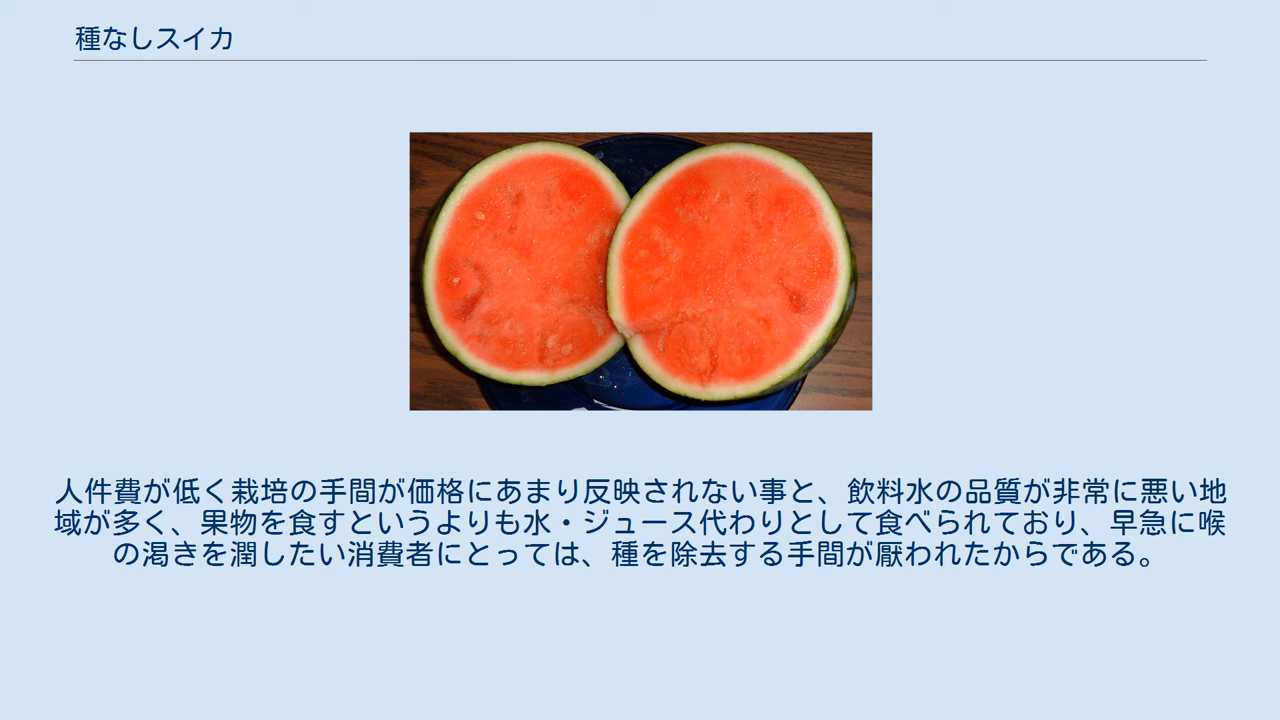 種なしスイカ
人件費が低く栽培の手間が価格にあまり反映されない事と、飲料水の品質が非常に悪い地
域が多く、果物を食すというよりも水・ジュース代わりとして食べられており、早急に喉
の渇きを潤したい消費者にとっては、種を除去する手間が厭われたからである。